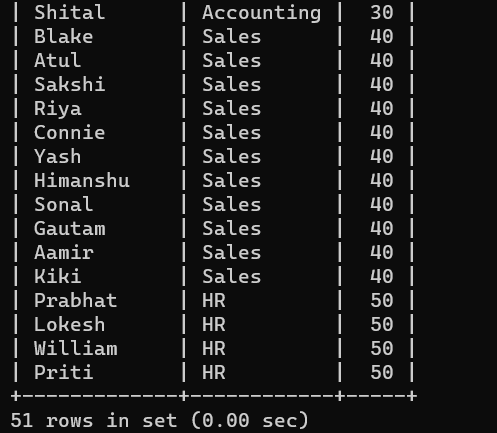 | Shital      | Accounting |  30 |
| Blake       | Sales      |  40 |
| Atul        | Sales      |  40 |
| Sakshi      | Sales      |  40 |
| Riya        | Sales      |  40 |
| Connie      | Sales      |  40 |
| Yash        | Sales      |  40 |
| Himanshu    | Sales      |  40 |
| Sonal       | Sales      |  40 |
| Gautam      | Sales      |  40 |
| Aamir       | Sales      |  40 |
| Kiki        | Sales      |  40 |
| Prabhat     | HR         |  50 |
| Lokesh      | HR         |  50 |
| William     | HR         |  50 |
| Priti       | HR         |  50 |
+-------------+------------+-----+
51 rows in set (0.00 sec)